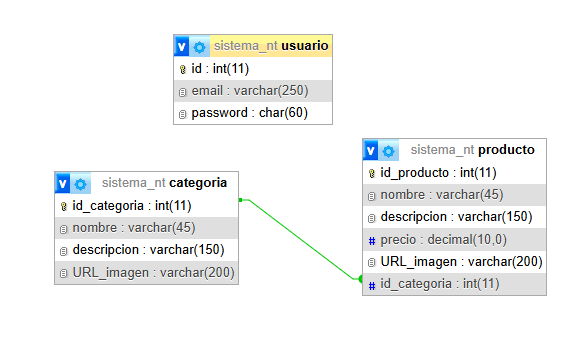 v sistema_nt usuario
id : int(11)
email : varchar(250)
password : char(60)
v sistema_nt producto
id_producto : int(11)
nombre : varchar(45)
descripcion : varchar(150)
# precio : decimal(10,0)
URL_imagen : varchar(200)
# id_categoria : int(11)
v sistema_nt categoria
id_categoria : int(11)
nombre : varchar(45)
descripcion : varchar(150)
URL_imagen : varchar(200)